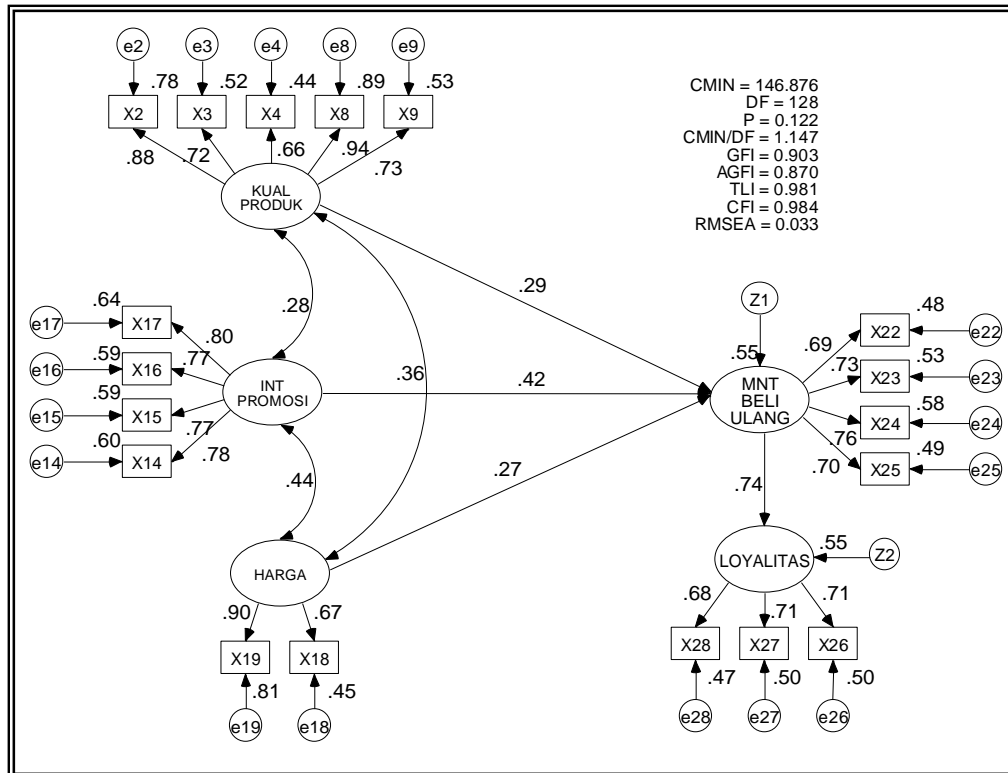 e2 e3 e4 e8 e9
.78 .52 .44 .89 .53
X2 X3 X4 X8 X9
.88 .72 .66 .94 .73
KUAL
PRODUK
CMIN = 146.876
DF = 128
P = 0.122
CMIN/DF = 1.147
GFI = 0.903
AGFI = 0.870
TLI = 0.981
CFI = 0.984
RMSEA = 0.033
.28
.36
.29
.42
.27
.44
e17 .64 X17 .80
e16 .59 X16 .77
e15 .59 X15 .77
e14 .60 X14 .78
INT
PROMOSI
HARGA
.90 .67
X19 X18
.81 .45
e19 e18
Z1
.55
MNT
BELI
ULANG
.69 X22 .48 e22
.73 X23 .53 e23
.76 X24 .58 e24
.70 X25 .49 e25
.74
LOYALITAS
.55 Z2
.68 .71 .71
X28 X27 X26
.47 .50 .50
e28 e27 e26